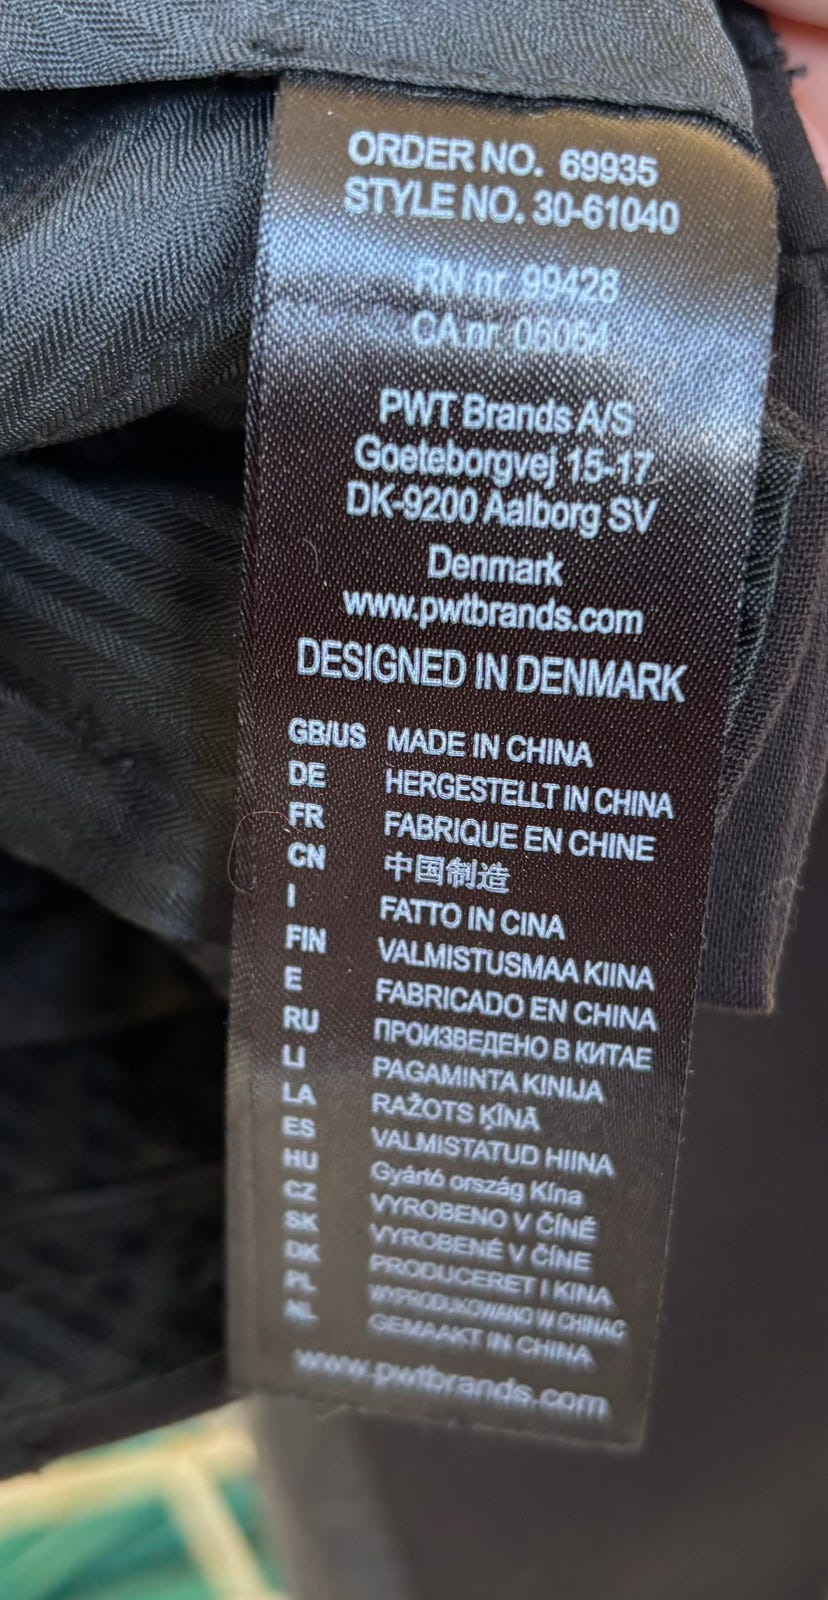 ORDER NO. 69935
STYLE NO. 30-61040
RN nr. 99428
CA nr. 06064
PWT Brands A/S
Goeteborgvej 15-17
DK-9200 Aalborg SV
Denmark
www.pwtbrands.com
DESIGNED IN DENMARK
GB/US MADE IN CHINA
DE HERGESTELLT IN CHINA
FR FABRIQUE EN CHINE
CN 中国制造
I FATTO IN CINA
FIN VALMISTUSMAA KIINA
E FABRICADO EN CHINA
RU ПРОИЗВЕДЕНО В КИТАЕ
LI PAGAMINTA KINIJA
LA RAŽOTS ĶĪNĀ
ES VALMISTATUD HIINA
HU Gyártó ország Kína
CZ VYROBENO V ČÍNĚ
SK VYROBENÉ V ČÍNE
DK PRODUCERET I KINA
PL WYPRODUKOWANO W CHINAC
NL GEMAAKT IN CHINA
www.pwtbrands.com